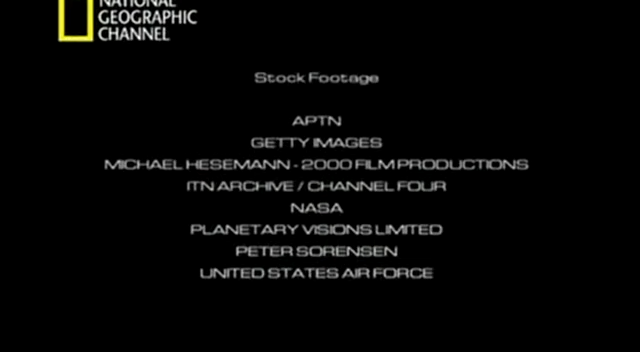 NATIONAL
GEOGRAPHIC
CHANNEL
Stock Footage
APTN
GETTY IMAGES
MICHAEL HESEMANN - 2000 FILM PRODUCTIONS
ITN ARCHIVE / CHANNEL FOUR
NASA
PLANETARY VISIONS LIMITED
PETER SORENSEN
UNITED STATES AIR FORCE